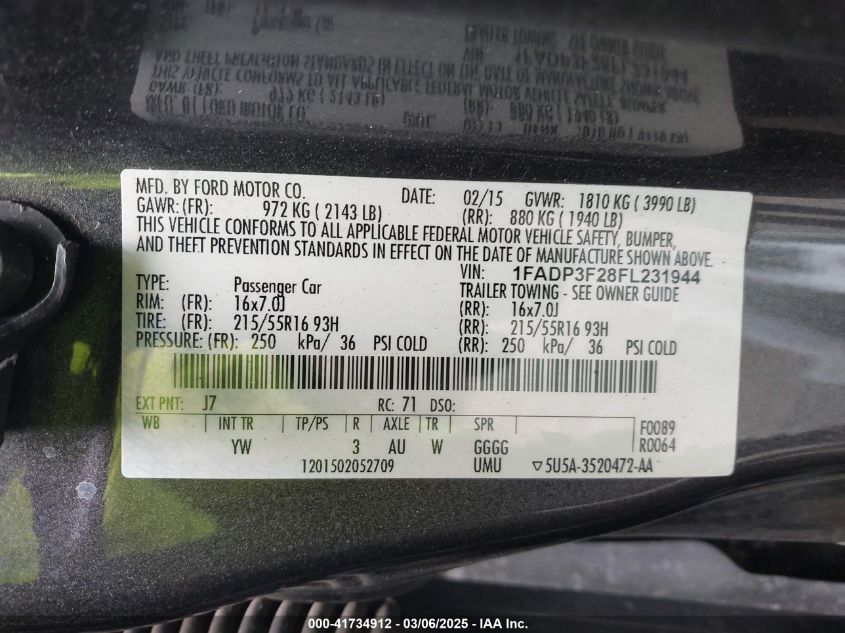 MFD. BY FORD MOTOR CO. DATE: 02/15 GVWR: 1810 KG ( 3990 LB)
GAWR: (FR): 972 KG ( 2143 LB) (RR): 880 KG ( 1940 LB)
THIS VEHICLE CONFORMS TO ALL APPLICABLE FEDERAL MOTOR VEHICLE SAFETY, BUMPER,
AND THEFT PREVENTION STANDARDS IN EFFECT ON THE DATE OF MANUFACTURE SHOWN ABOVE.
VIN: 1FADP3F28FL231944
TYPE: Passenger Car TRAILER TOWING - SEE OWNER GUIDE
RIM: (FR): 16x7.0J (RR): 16x7.0J
TIRE: (FR): 215/55R16 93H (RR): 215/55R16 93H
PRESSURE: (FR): 250 kPa/ 36 PSI COLD (RR): 250 kPa/ 36 PSI COLD
EXT PNT: J7 RC: 71 DSO:
WB INT TR TP/PS R AXLE TR SPR F0089
YW 3 AU W GGGG R0064
1201502052709 UMU ▽5U5A-3520472-AA
000-41734912 - 03/06/2025 - IAA Inc.